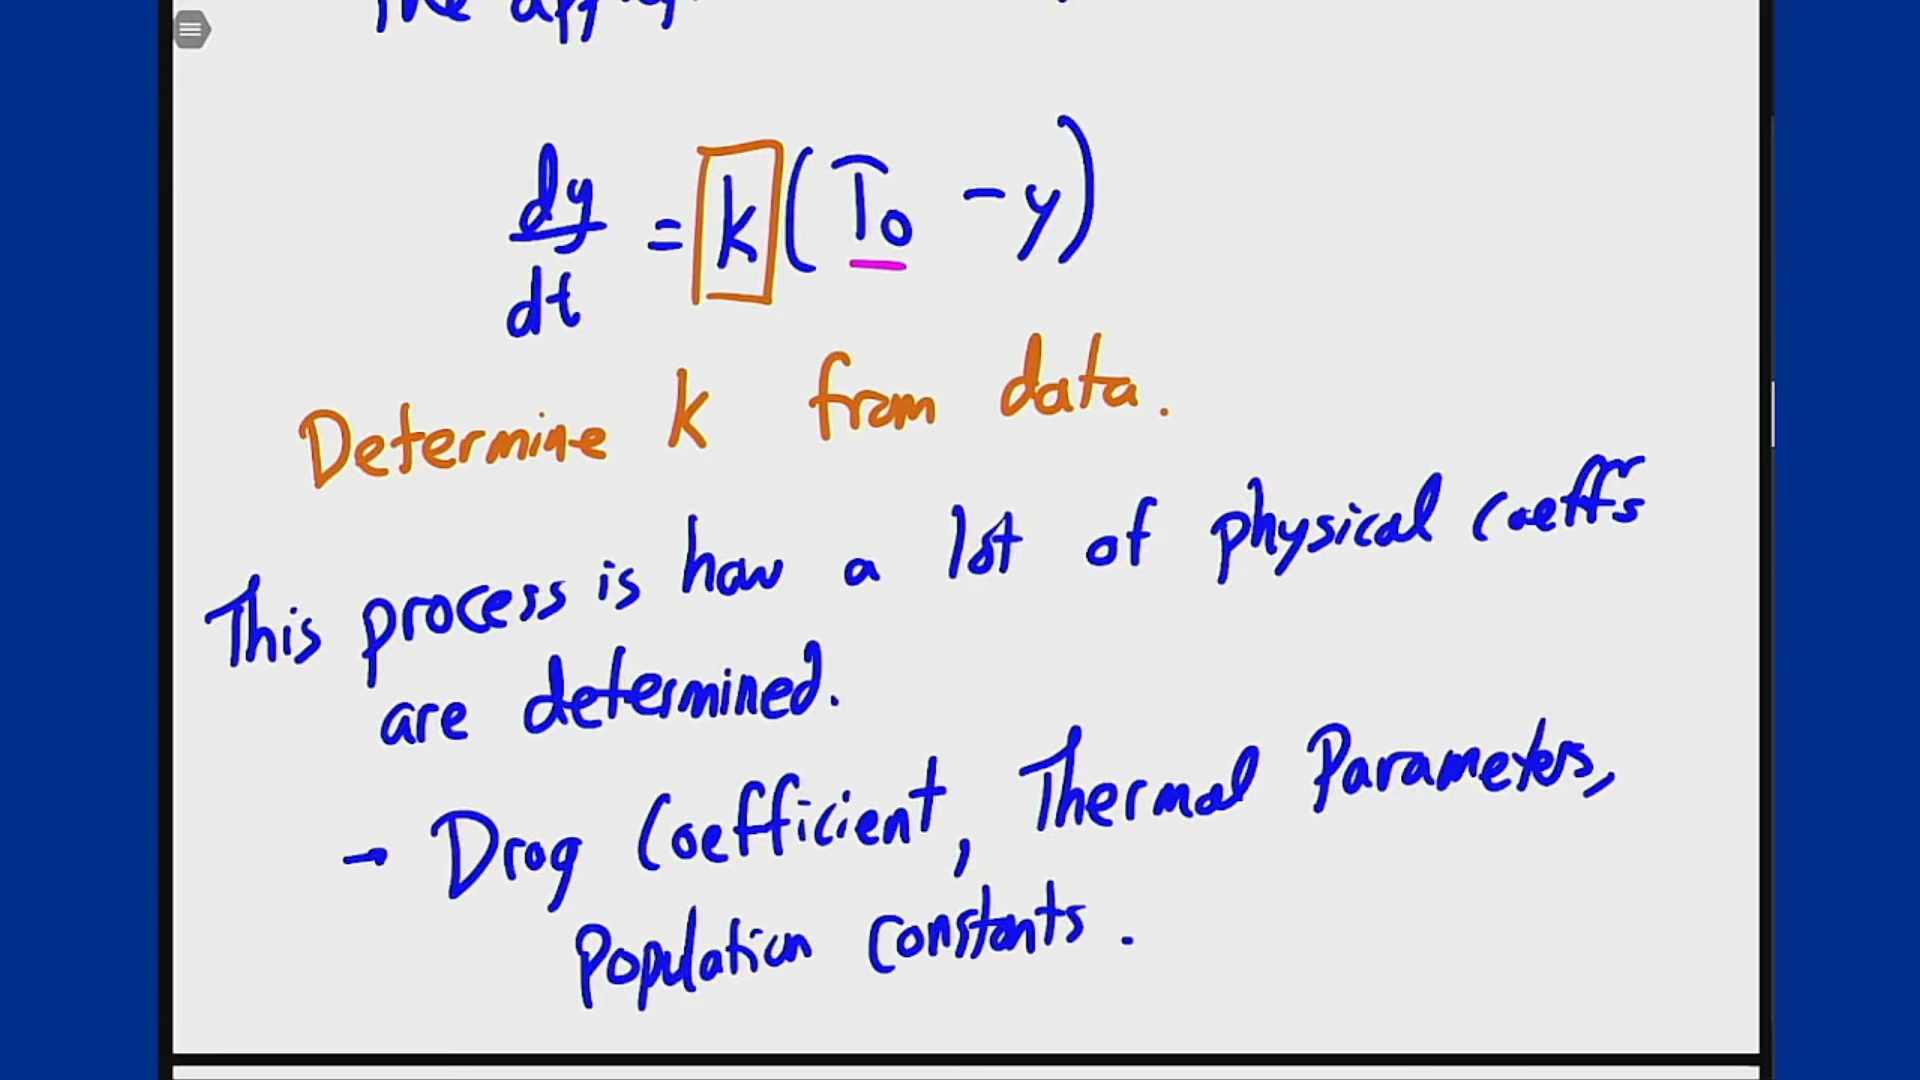 The
dy/dt = k(T₀ - y)
Determine k from data.
This process is how a lot of physical coeffs
are determined.
→ Drag Coefficient, Thermal Parameters,
Population constants.